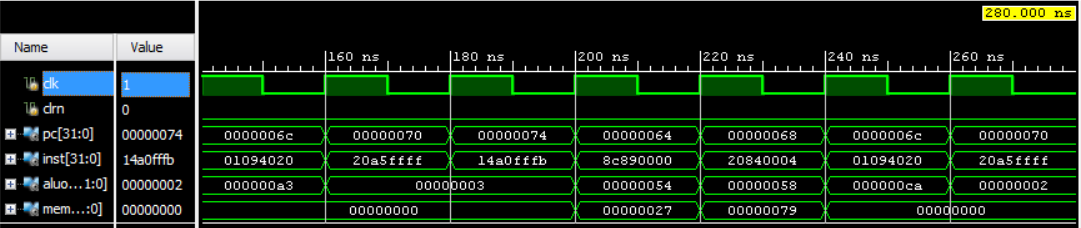 280.000 ns
Name Value
160 ns 180 ns 200 ns 220 ns 240 ns 260 ns
clk 1
clrn 0
pc[31:0] 00000074 0000006c 00000070 00000074 00000064 00000068 0000006c 00000070
inst[31:0] 14a0fffb 01094020 20a5ffff 14a0fffb 8c890000 20840004 01094020 20a5ffff
aluo...1:0] 00000002 000000a3 00000003 00000054 00000058 000000ca 00000002
mem...:0] 00000000 00000000 00000027 00000079 00000000